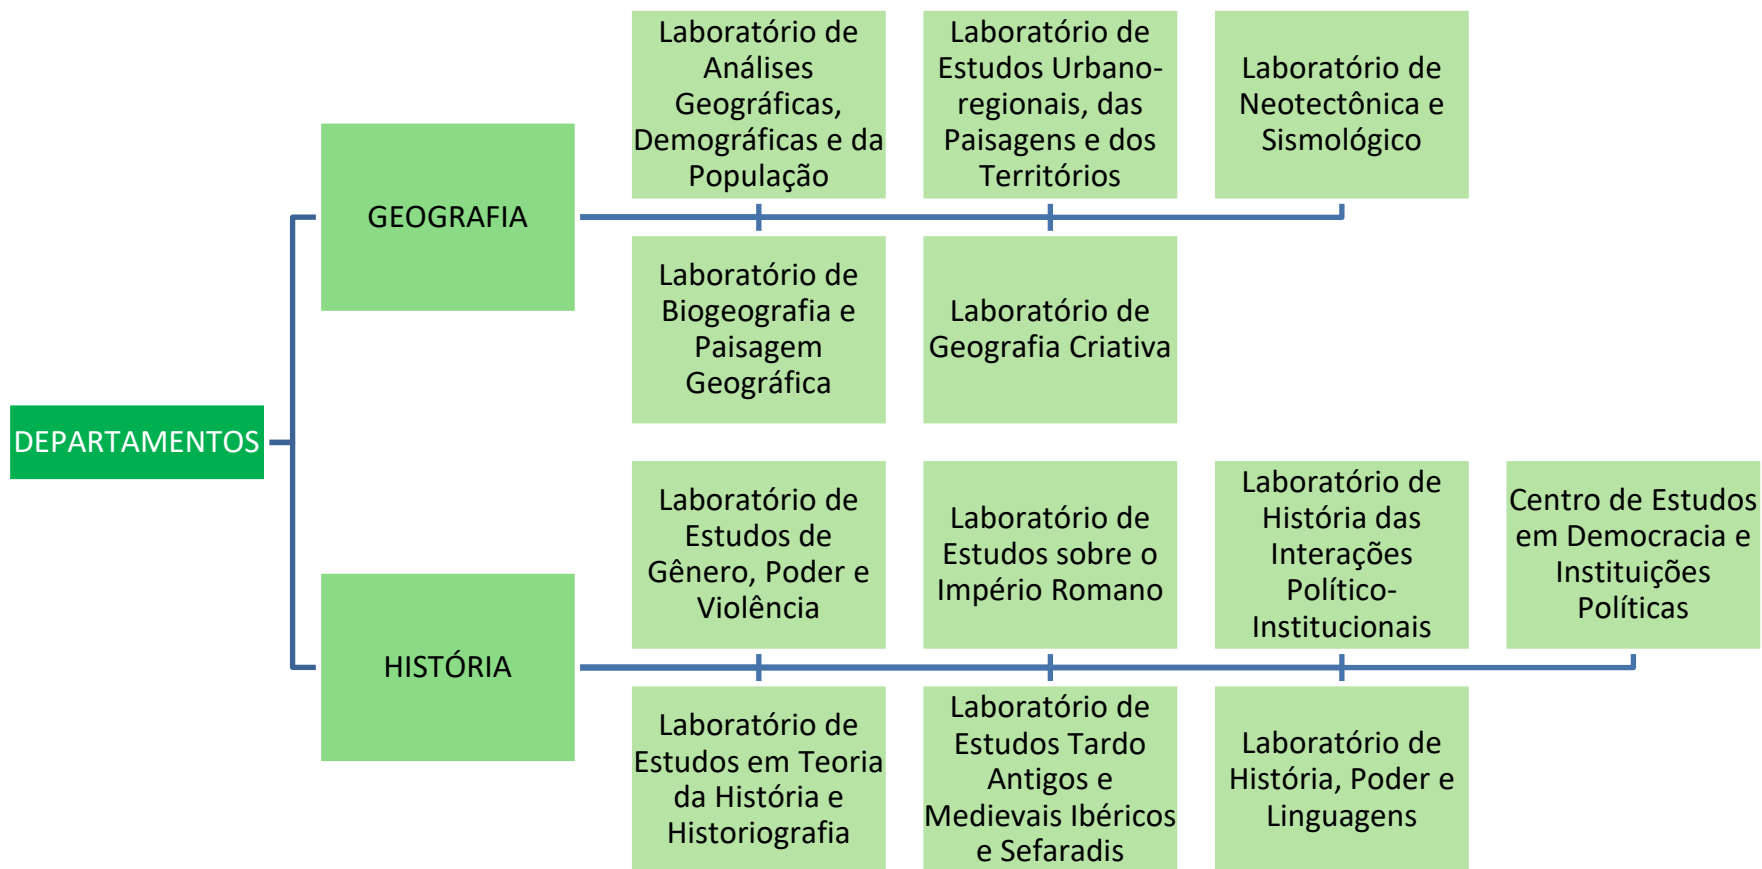 DEPARTAMENTOS
GEOGRAFIA
Laboratório de
Análises
Geográficas,
Demográficas e da
População
Laboratório de
Biogeografia e
Paisagem
Geográfica
Laboratório de
Estudos Urbano-
regionais, das
Paisagens e dos
Territórios
Laboratório de
Geografia Criativa
Laboratório de
Neotectônica e
Sismológico
HISTÓRIA
Laboratório de
Estudos de
Gênero, Poder e
Violência
Laboratório de
Estudos em Teoria
da História e
Historiografia
Laboratório de
Estudos sobre o
Império Romano
Laboratório de
Estudos Tardo
Antigos e
Medievais Ibéricos
e Sefaradis
Laboratório de
História das
Interações
Político-
Institucionais
Laboratório de
História, Poder e
Linguagens
Centro de Estudos
em Democracia e
Instituições
Políticas